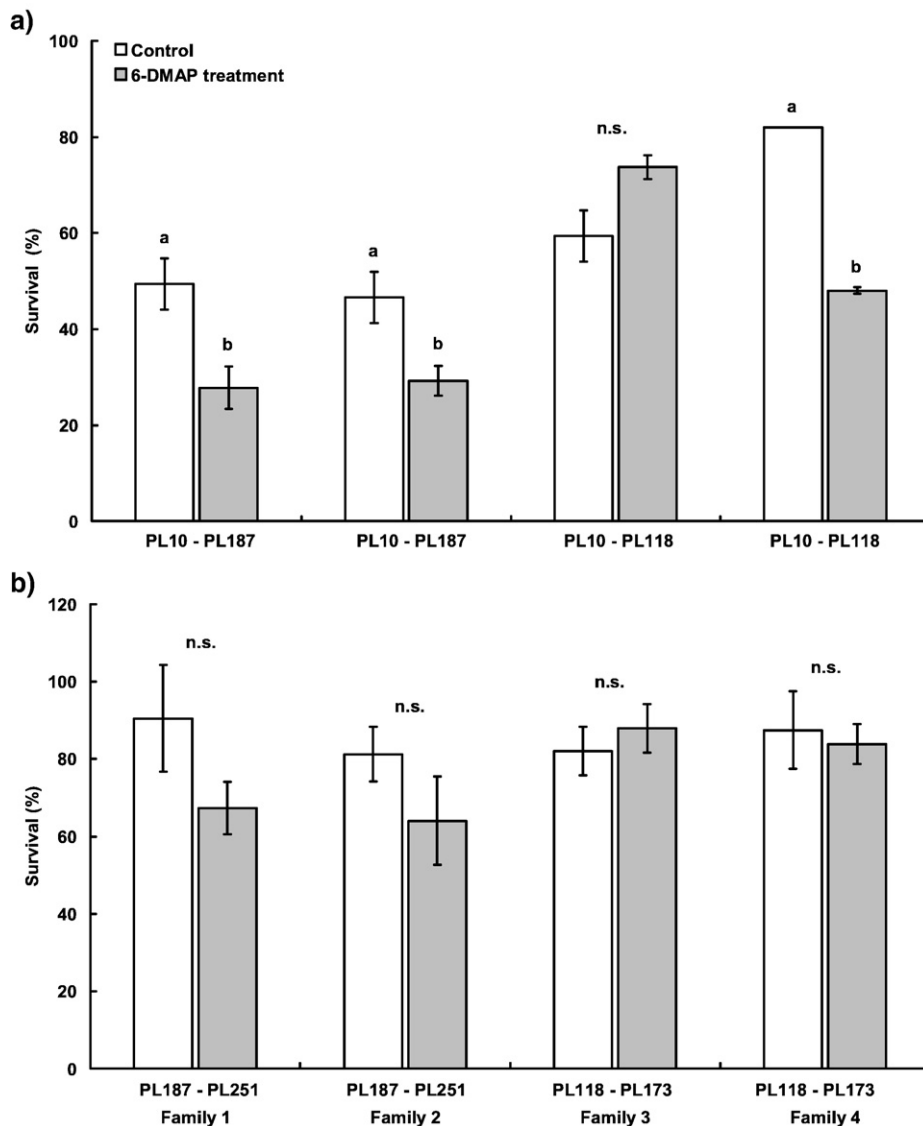 a)
100
Control
6-DMAP treatment
80
60
40
20
0
Survival (%)
a
b
a
b
n.s.
a
b
PL10 - PL187
PL10 - PL187
PL10 - PL118
PL10 - PL118
b)
120
100
80
60
40
20
0
Survival (%)
n.s.
n.s.
n.s.
n.s.
PL187 - PL251
PL187 - PL251
PL118 - PL173
PL118 - PL173
Family 1
Family 2
Family 3
Family 4